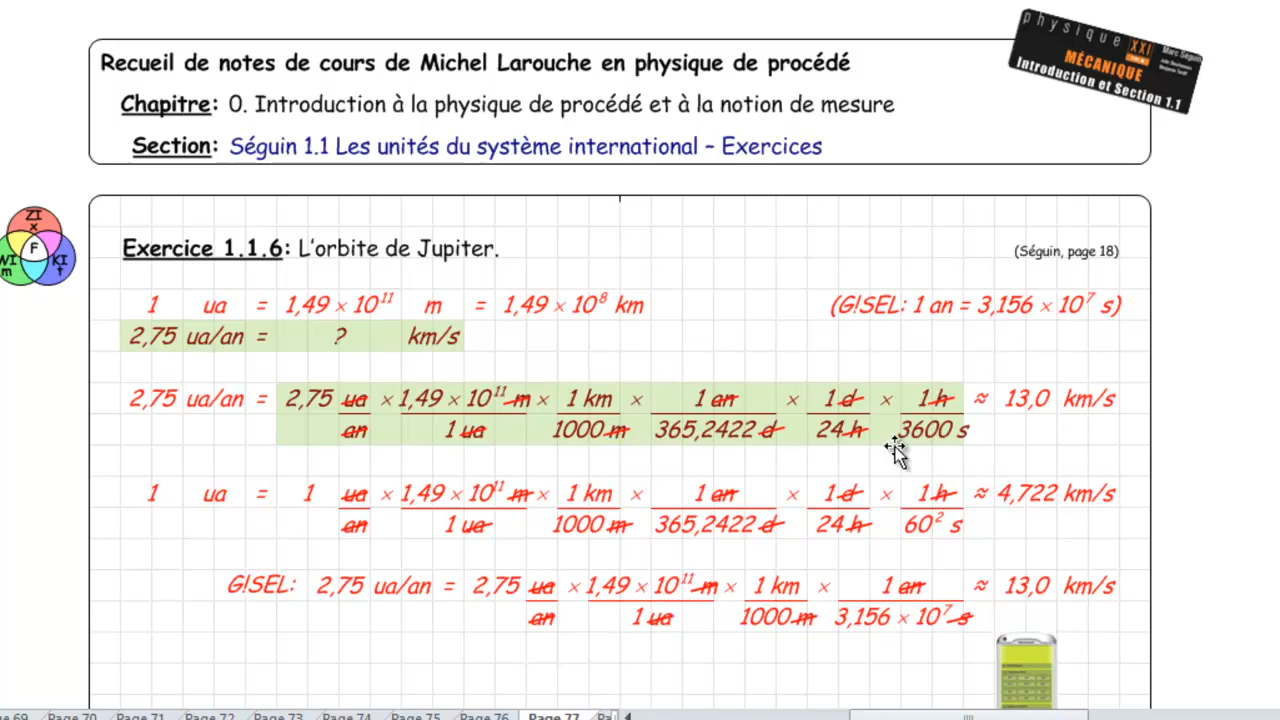 physique XXI
MÉCANIQUE
Introduction et Section 1.1
Recueil de notes de cours de Michel Larouche en physique de procédé
Chapitre: 0. Introduction à la physique de procédé et à la notion de mesure
Section: Séguin 1.1 Les unités du système international – Exercices
ZI
x
F
WI
m
KI
t
Exercice 1.1.6: L'orbite de Jupiter. (Séguin, page 18)
1 ua = 1,49 × 10¹¹ m = 1,49 × 10⁸ km (G!SEL: 1 an = 3,156 × 10⁷ s)
2,75 ua/an = ? km/s
2,75 ua/an = 2,75 ua × 1,49 × 10¹¹ m × 1 km × 1 an × 1 d × 1 h ≈ 13,0 km/s
an 1 ua 1000 m 365,2422 d 24 h 3600 s
1 ua = 1 ua × 1,49 × 10¹¹ m × 1 km × 1 an × 1 d × 1 h ≈ 4,722 km/s
an 1 ua 1000 m 365,2422 d 24 h 60² s
G!SEL: 2,75 ua/an = 2,75 ua × 1,49 × 10¹¹ m × 1 km × 1 an ≈ 13,0 km/s
an 1 ua 1000 m 3,156 × 10⁷ s
Page 70 Page 71 Page 72 Page 73 Page 74 Page 75 Page 76 Page 77